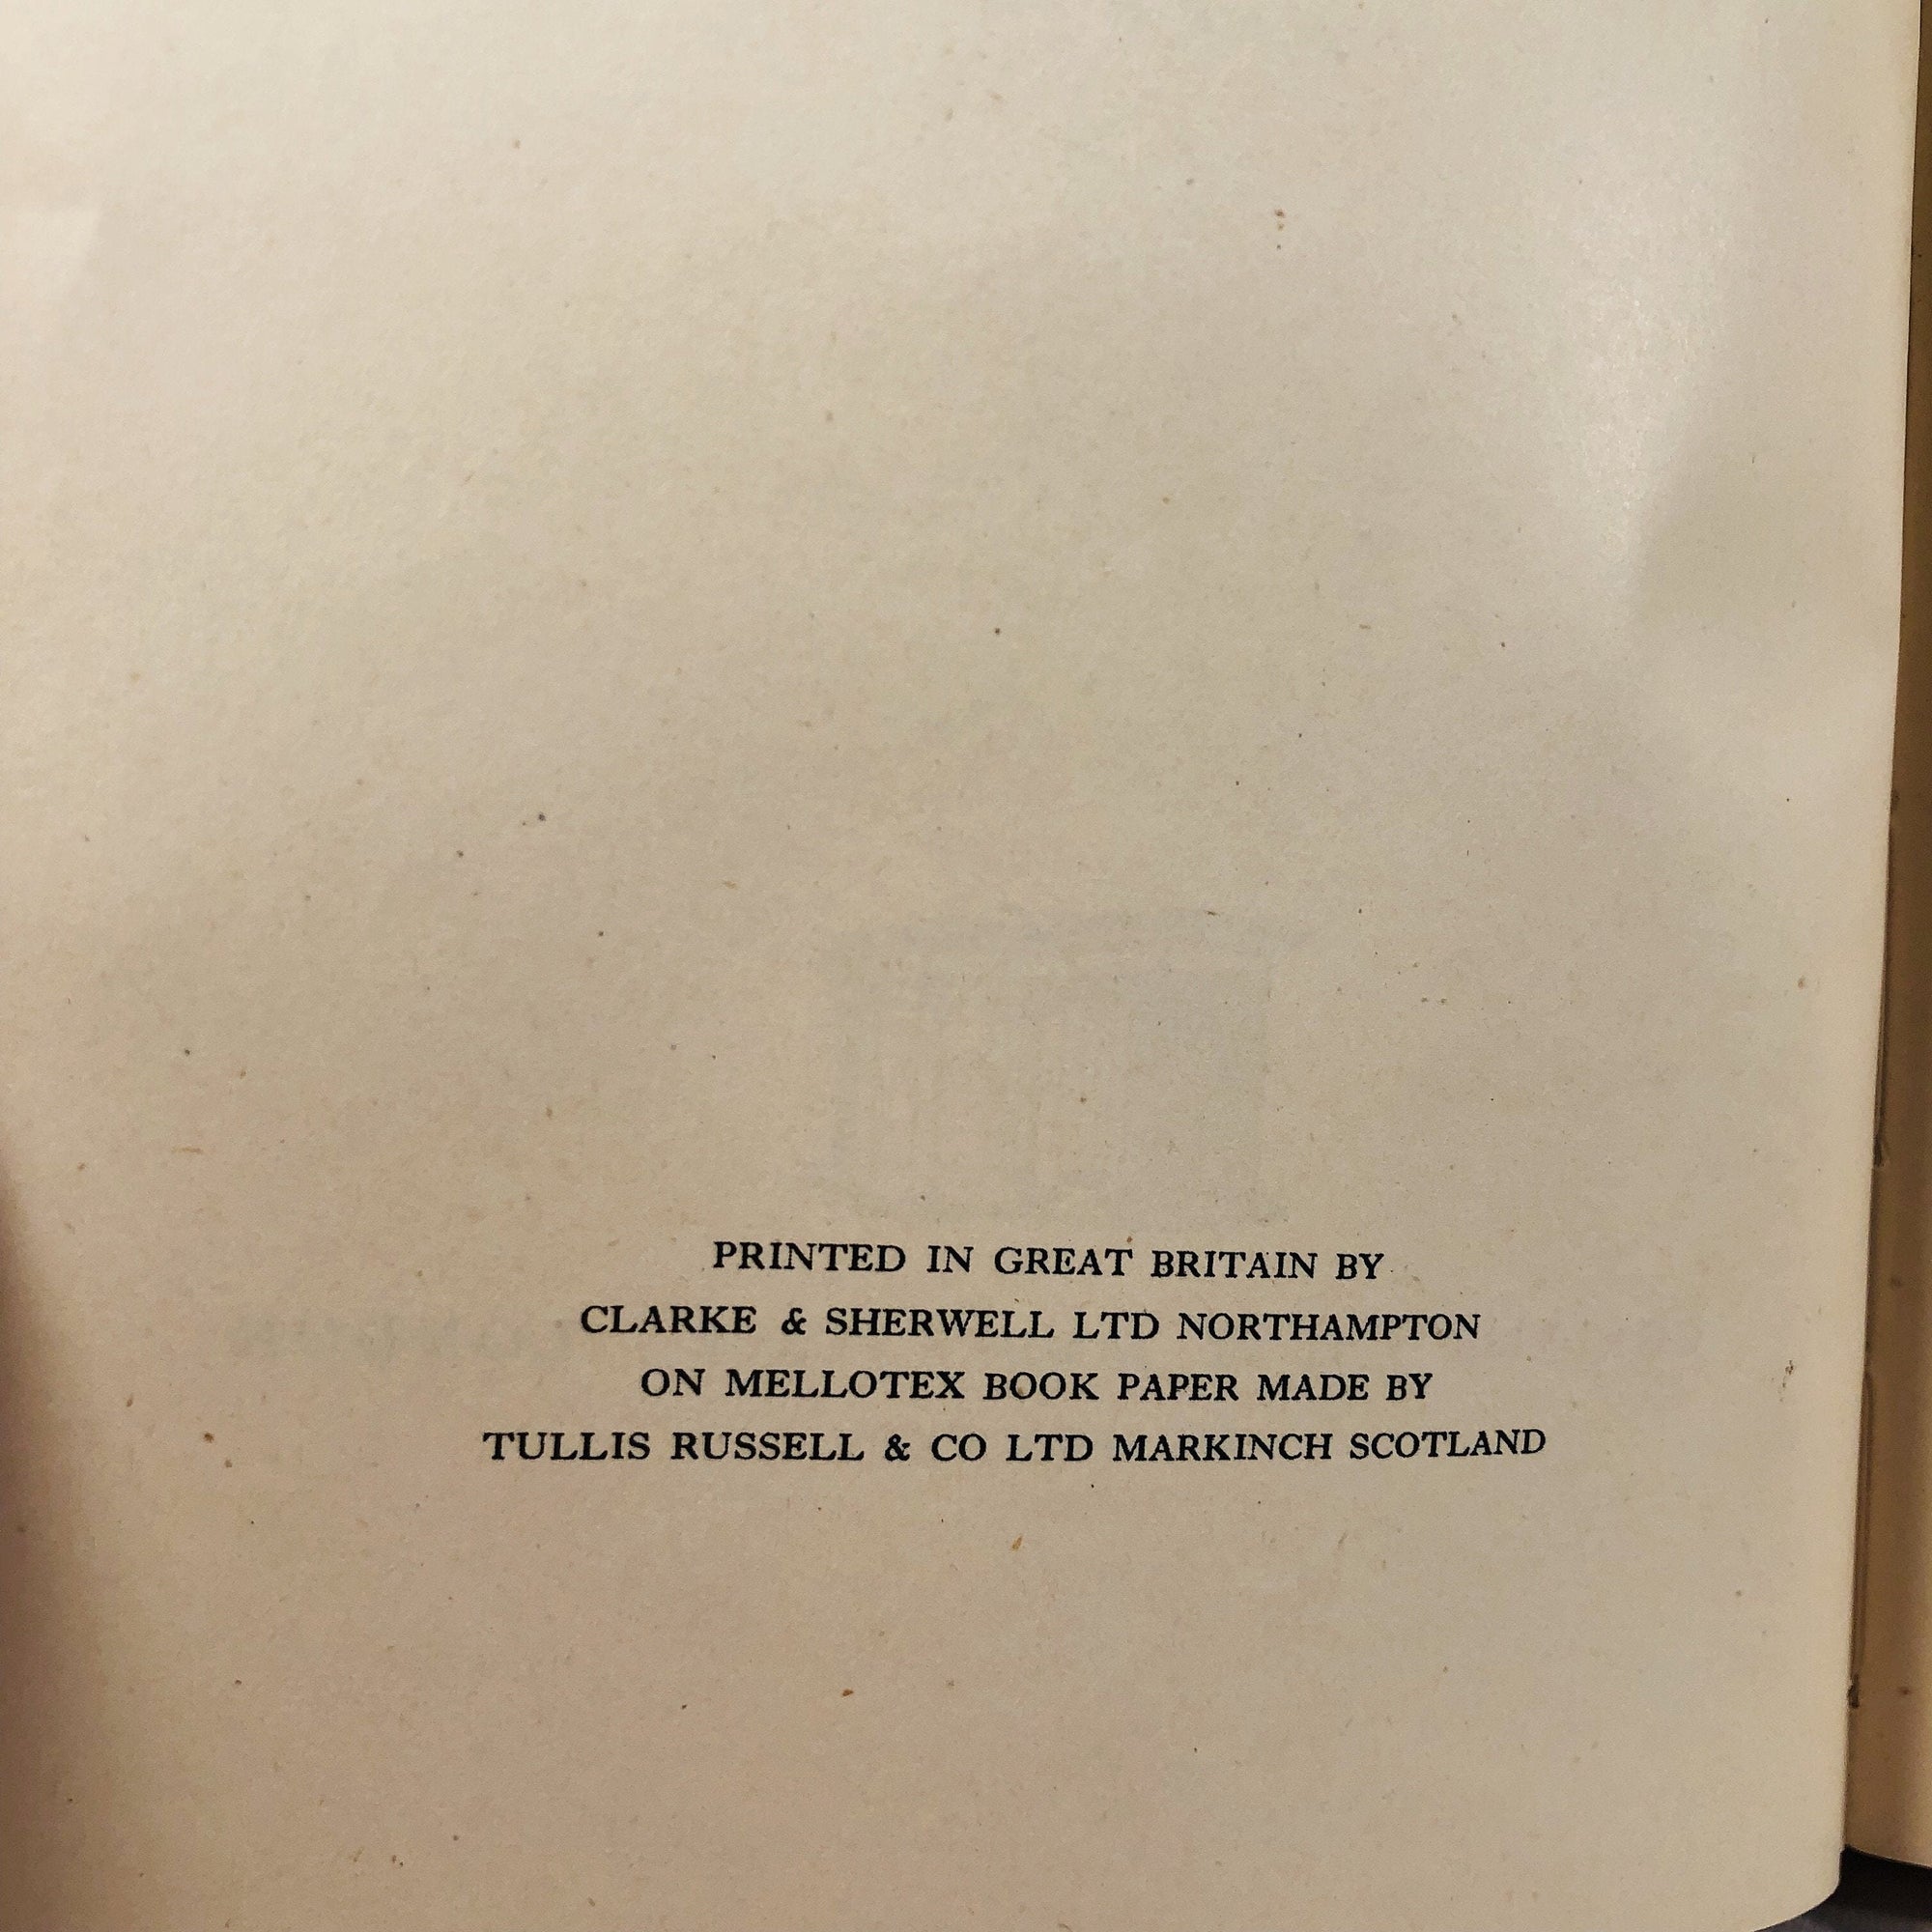 PRINTED IN GREAT BRITAIN BY
CLARKE & SHERWELL LTD NORTHAMPTON
ON MELLOTEX BOOK PAPER MADE BY
TULLIS RUSSELL & CO LTD MARKINCH SCOTLAND